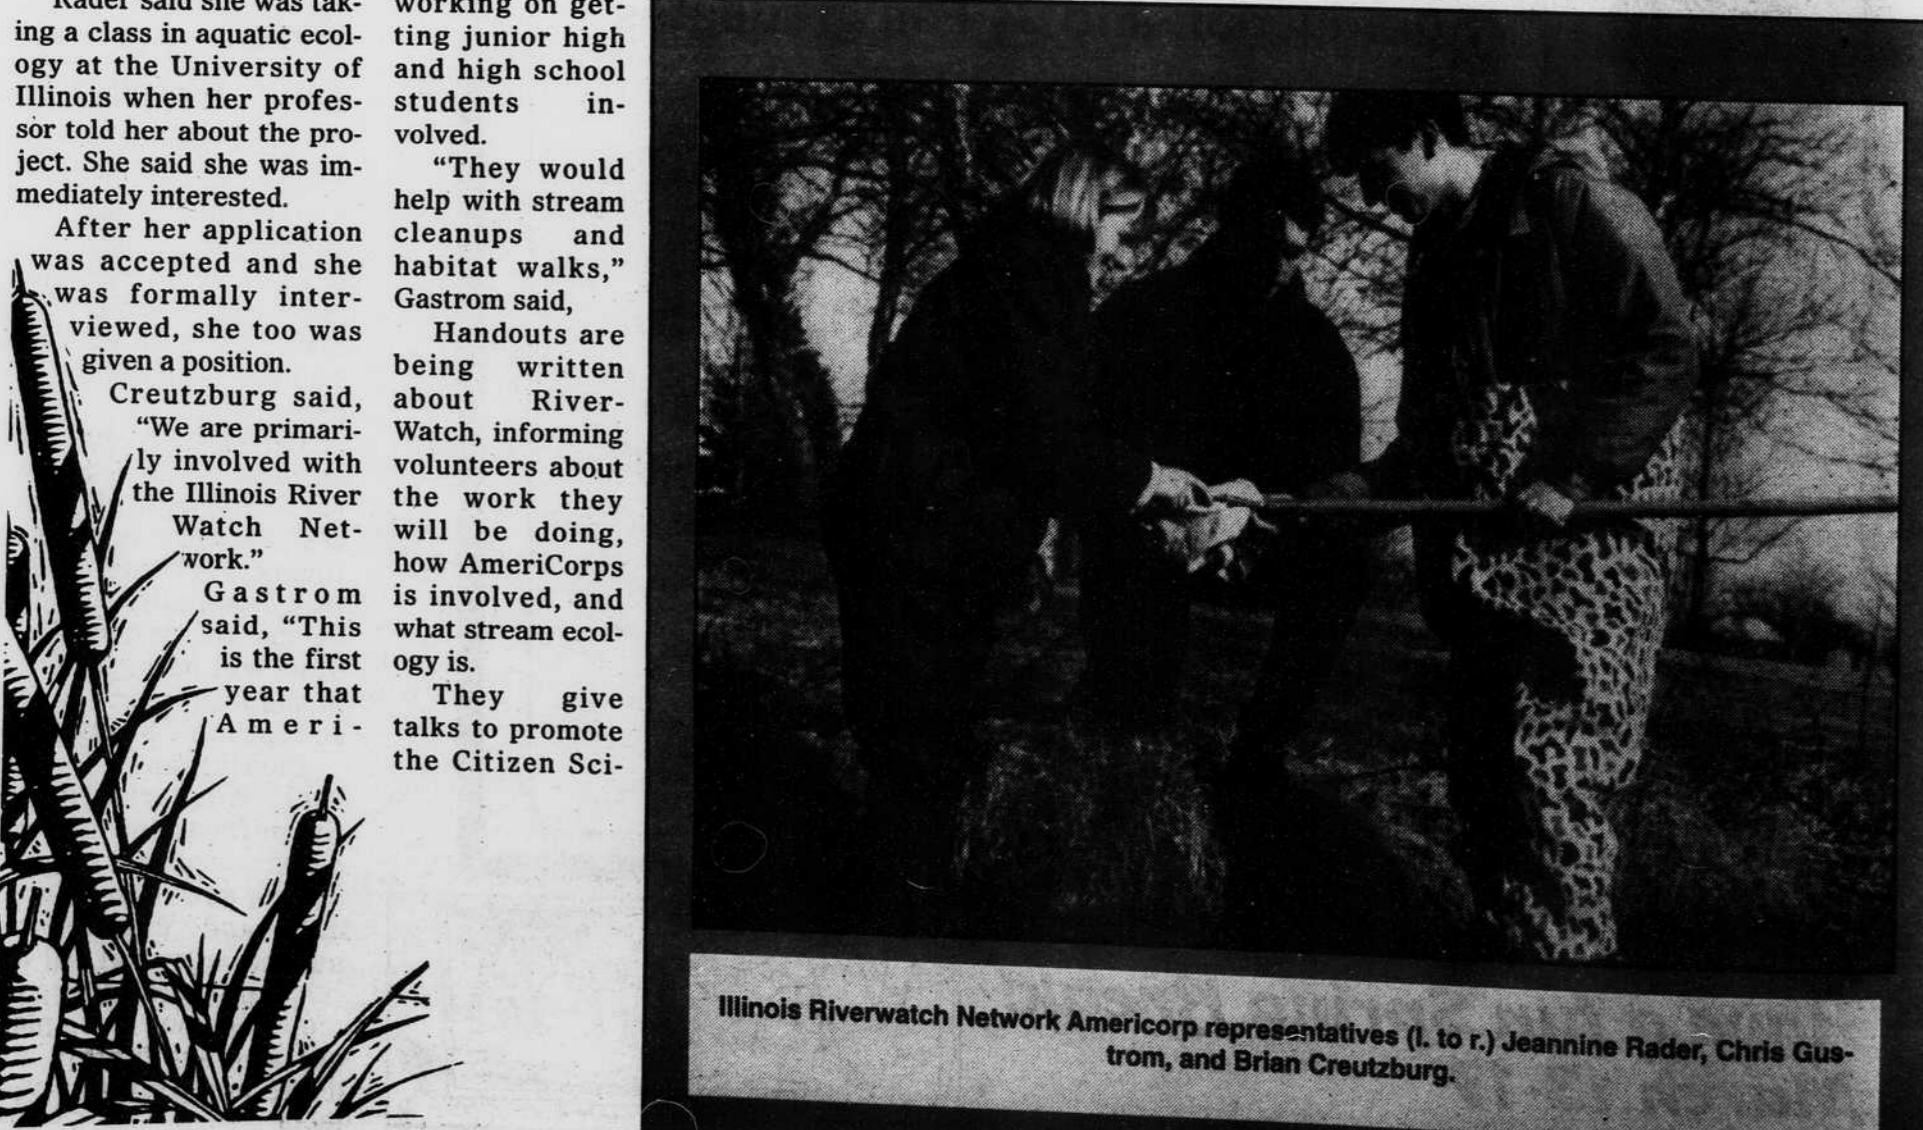 Rader said she was tak-
ing a class in aquatic ecol-
ogy at the University of
Illinois when her profes-
sor told her about the pro-
ject. She said she was im-
mediately interested.
After her application
was accepted and she
was formally inter-
viewed, she too was
given a position.
Creutzburg said,
“We are primari-
ly involved with
the Illinois River
Watch Net-
work.”
Gastrom
said, “This
is the first
year that
Ameri-
working on get-
ting junior high
and high school
students in-
volved.
“They would
help with stream
cleanups and
habitat walks,”
Gastrom said,
Handouts are
being written
about River-
Watch, informing
volunteers about
the work they
will be doing,
how AmeriCorps
is involved, and
what stream ecol-
ogy is.
They give
talks to promote
the Citizen Sci-
Illinois Riverwatch Network Americorp representatives (l. to r.) Jeannine Rader, Chris Gus-
trom, and Brian Creutzburg.